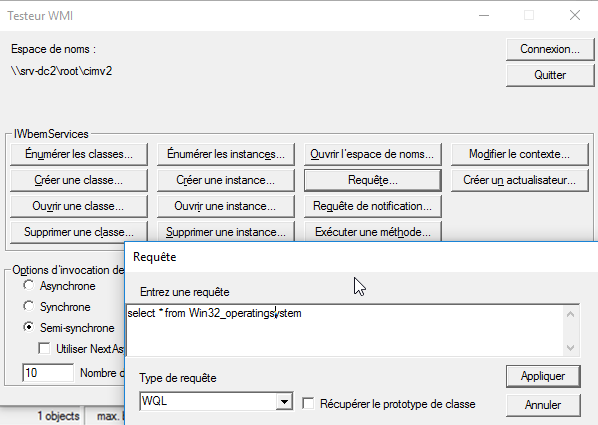 Testeur WMI
Espace de noms :
\\srv-dc2\root\cimv2
Connexion...
Quitter
IWbemServices
Énumérer les classes...
Énumérer les instances...
Ouvrir l'espace de noms...
Modifier le contexte...
Créer une classe...
Créer une instance...
Requête...
Créer un actualisateur...
Ouvrir une classe...
Ouvrir une instance...
Requête de notification...
Supprimer une classe...
Supprimer une instance...
Exécuter une méthode...
Options d'invocation de
Asynchrone
Synchrone
Semi-synchrone
Utiliser NextAs
10 Nombre d
Requête
Entrez une requête
select * from Win32_operatingsystem
Type de requête
WQL
Récupérer le prototype de classe
Appliquer
Annuler
1 objects
max.